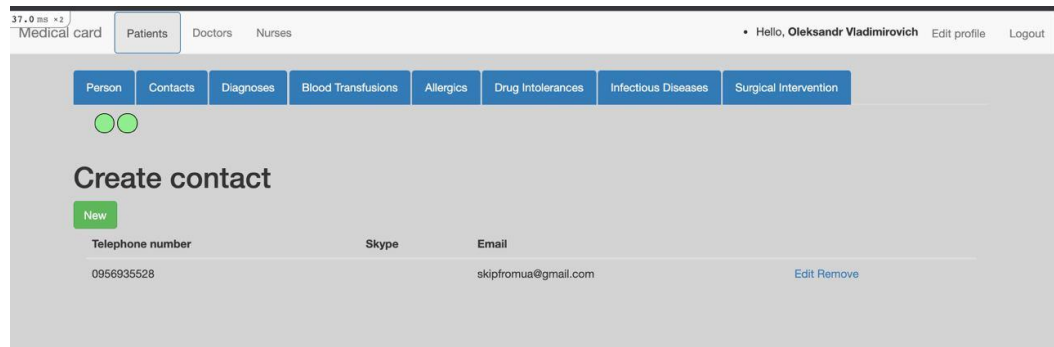 37.0 ms ×2
Medical card Patients Doctors Nurses • Hello, Oleksandr Vladimirovich Edit profile Logout
Person Contacts Diagnoses Blood Transfusions Allergics Drug Intolerances Infectious Diseases Surgical Intervention
Create contact
New
Telephone number Skype Email
0956935528 skipfromua@gmail.com Edit Remove